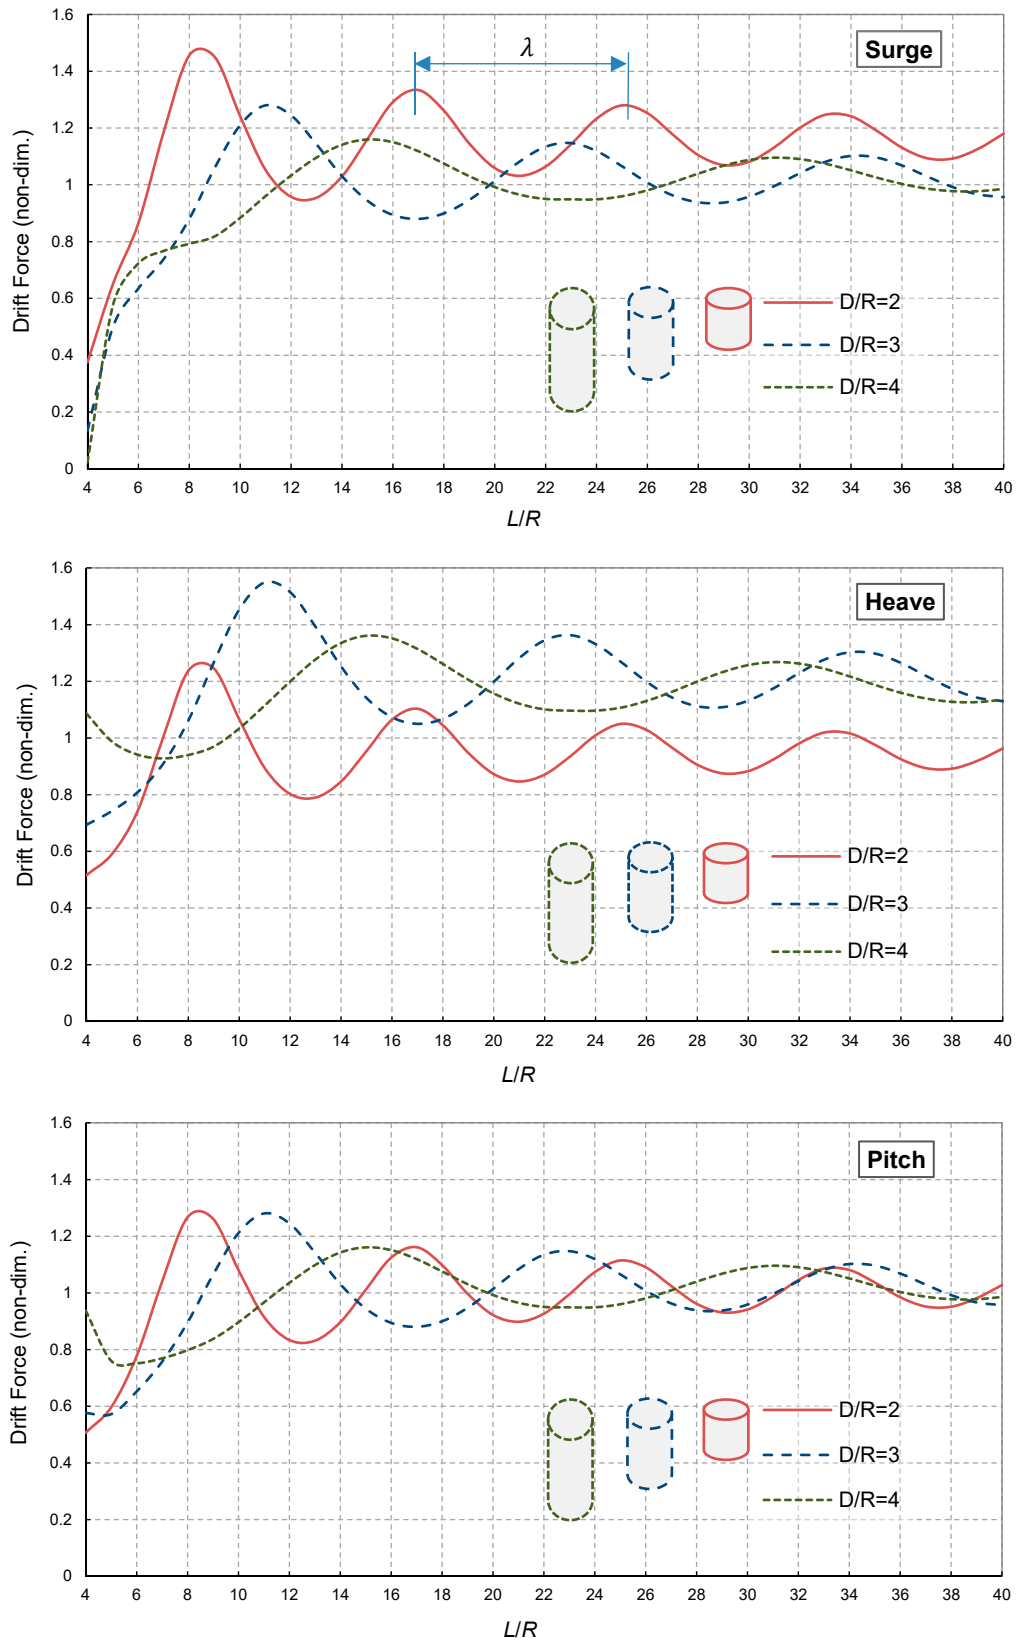 Surge
λ
Drift Force (non-dim.)
1.6
1.4
1.2
1
0.8
0.6
0.4
0.2
0
D/R=2
D/R=3
D/R=4
4 6 8 10 12 14 16 18 20 22 24 26 28 30 32 34 36 38 40
L/R
Heave
Drift Force (non-dim.)
1.6
1.4
1.2
1
0.8
0.6
0.4
0.2
0
D/R=2
D/R=3
D/R=4
4 6 8 10 12 14 16 18 20 22 24 26 28 30 32 34 36 38 40
L/R
Pitch
Drift Force (non-dim.)
1.6
1.4
1.2
1
0.8
0.6
0.4
0.2
0
D/R=2
D/R=3
D/R=4
4 6 8 10 12 14 16 18 20 22 24 26 28 30 32 34 36 38 40
L/R